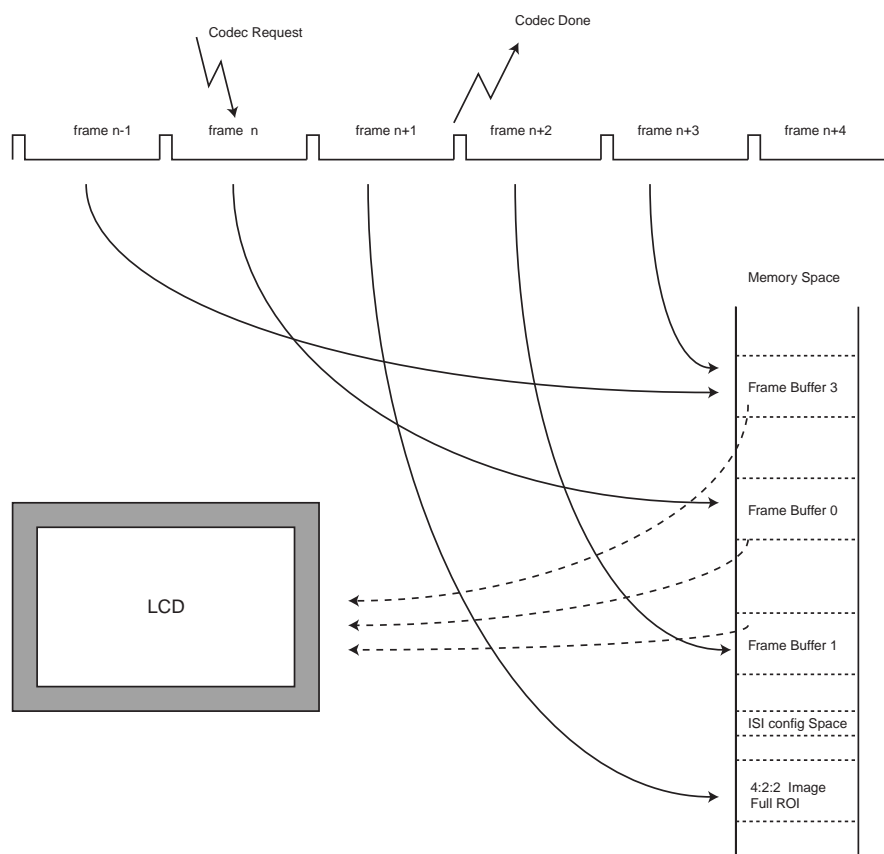 Codec Request
Codec Done
frame n-1
frame n
frame n+1
frame n+2
frame n+3
frame n+4
Memory Space
Frame Buffer 3
Frame Buffer 0
LCD
Frame Buffer 1
ISI config Space
4:2:2 Image
Full ROI